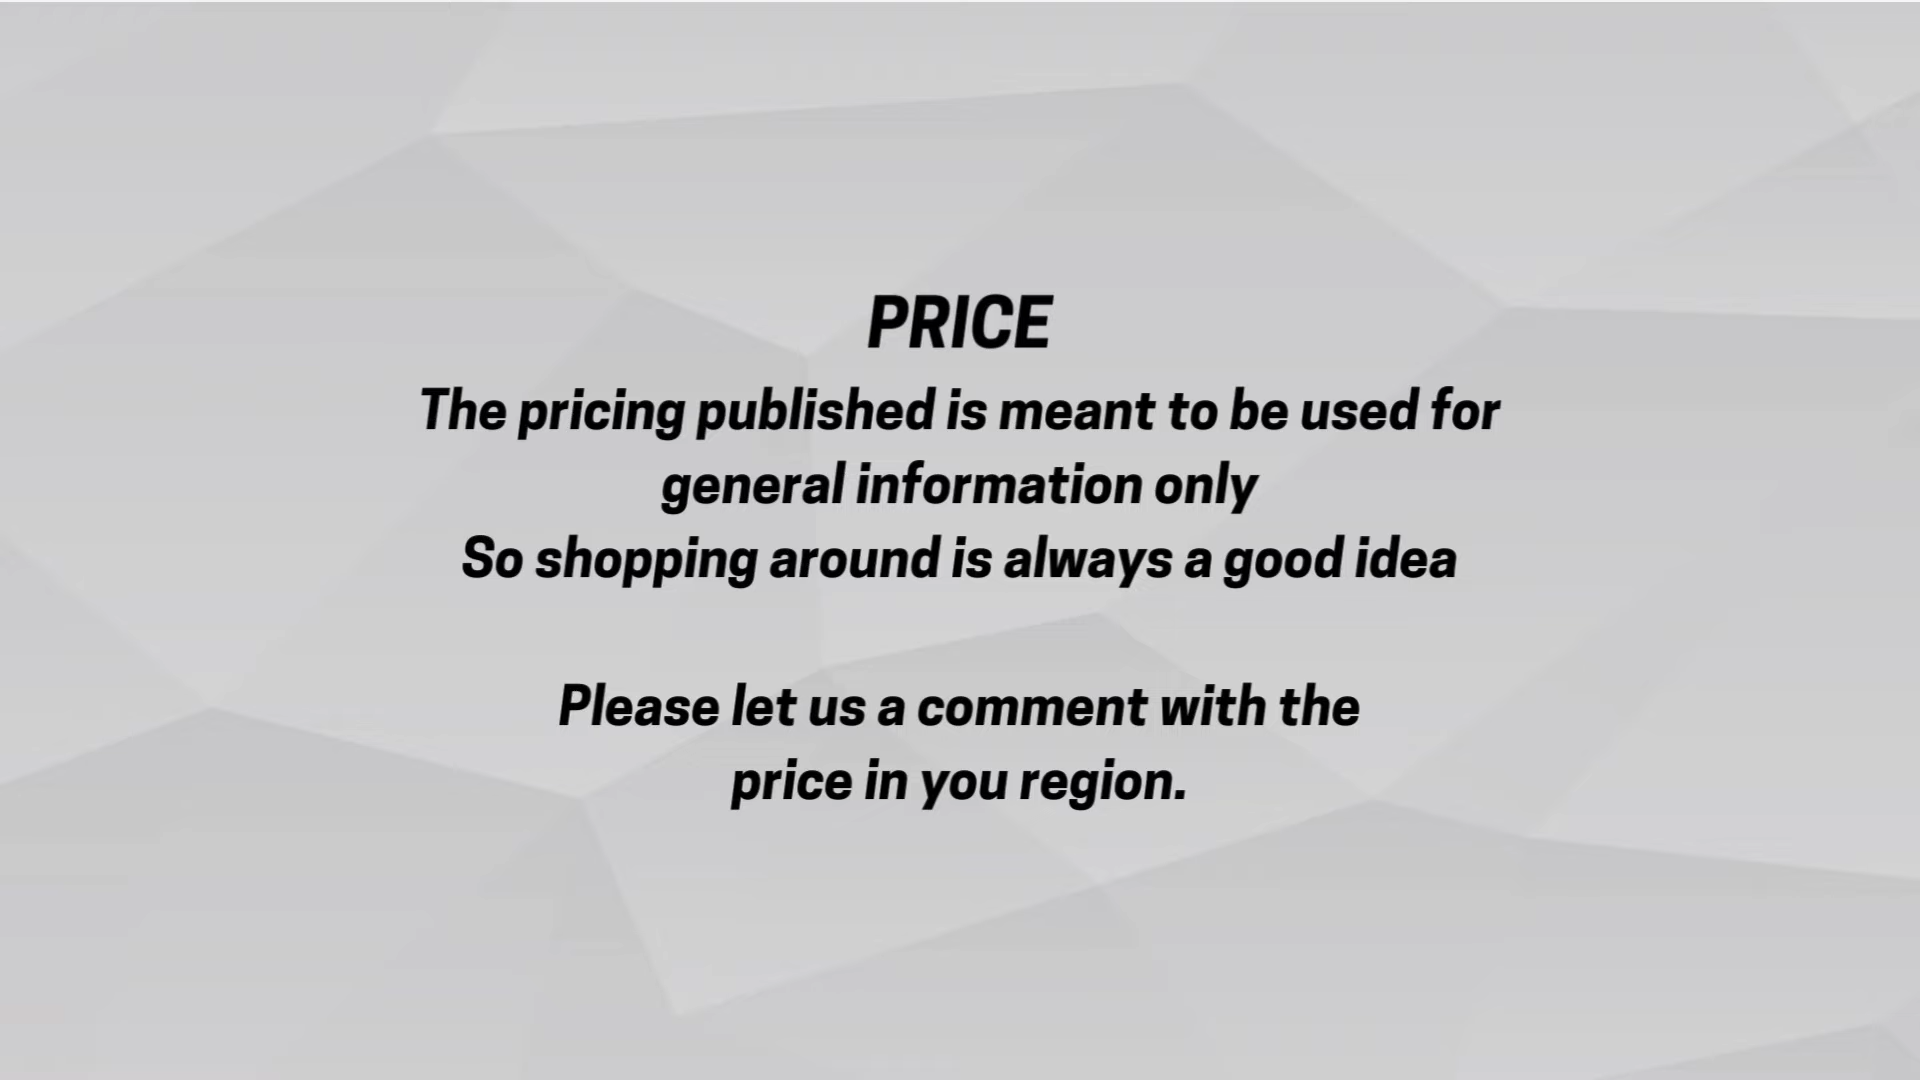 PRICE
The pricing published is meant to be used for
general information only
So shopping around is always a good idea
Please let us a comment with the
price in you region.